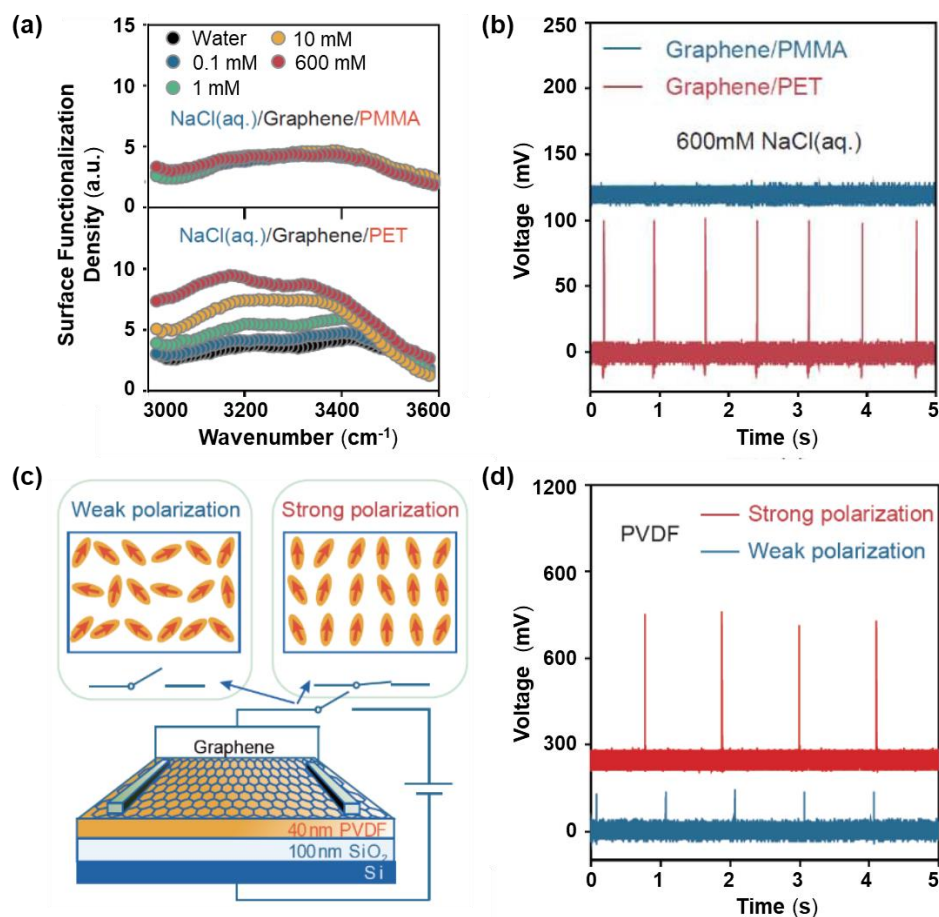 (a)
15
10
5
0
Water
0.1 mM
1 mM
10 mM
600 mM
NaCl(aq.)/Graphene/PMMA
NaCl(aq.)/Graphene/PET
15
10
5
0
3000
3200
3400
3600
Surface Functionalization
Density (a.u.)
Wavenumber (cm⁻¹)
(b)
250
200
150
100
50
0
Graphene/PMMA
Graphene/PET
600mM NaCl(aq.)
Voltage (mV)
0 1 2 3 4 5
Time (s)
(c)
Weak polarization
Strong polarization
Graphene
40nm PVDF
100nm SiO₂
Si
(d)
1200
600
600
300
0
PVDF
Strong polarization
Weak polarization
Voltage (mV)
0 1 2 3 4 5
Time (s)